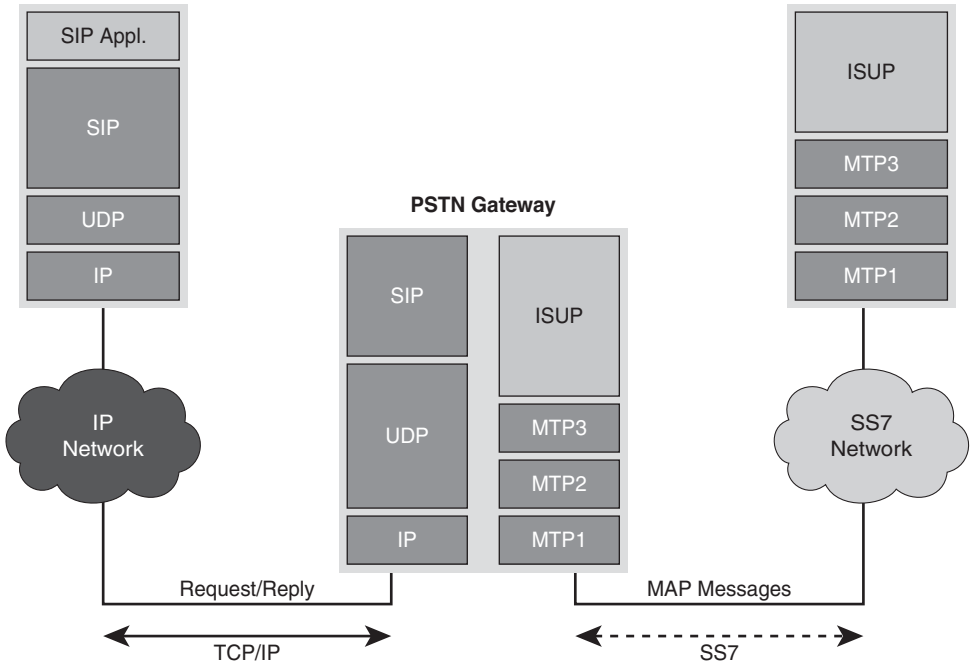 SIP Appl.
SIP
UDP
IP
IP
Network
PSTN Gateway
SIP
UDP
IP
ISUP
MTP3
MTP2
MTP1
ISUP
MTP3
MTP2
MTP1
SS7
Network
Request/Reply
TCP/IP
MAP Messages
SS7